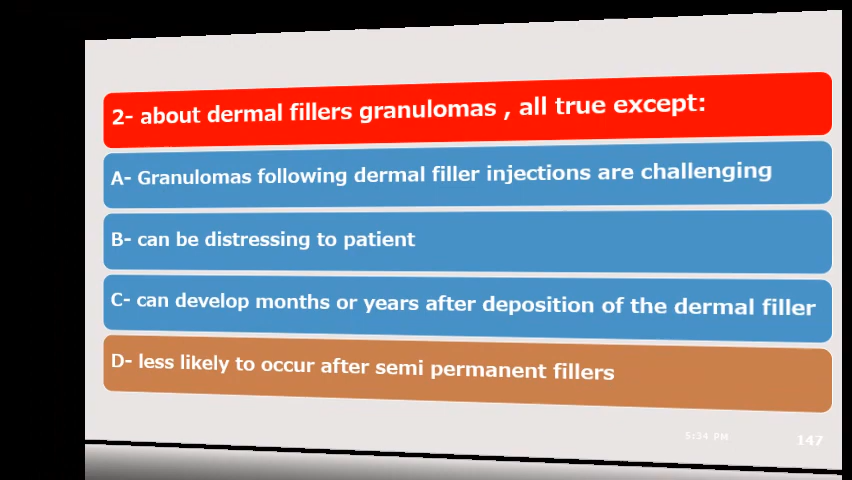 2- about dermal fillers granulomas , all true except:
A- Granulomas following dermal filler injections are challenging
B- can be distressing to patient
C- can develop months or years after deposition of the dermal filler
D- less likely to occur after semi permanent fillers
5:34 PM
147